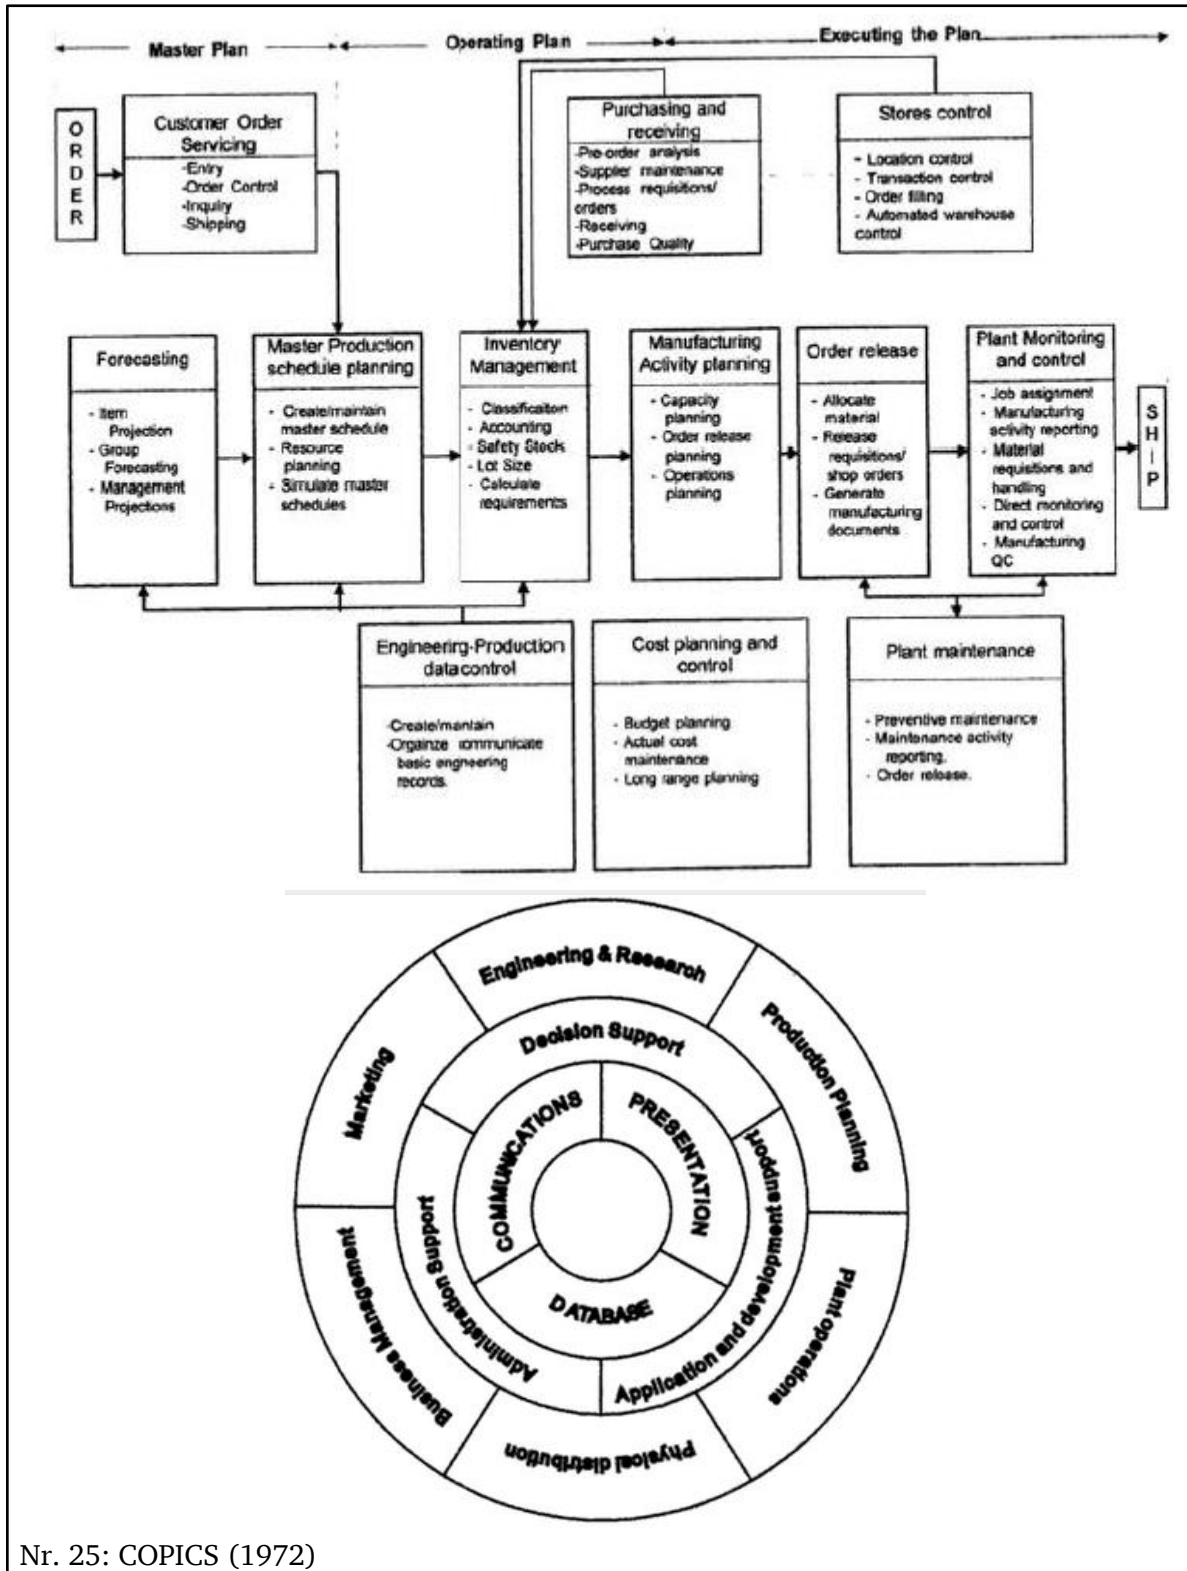 Master Plan
Operating Plan
Executing the Plan
ORDER
Customer Order
Servicing
-Entry
-Order Control
-Inquiry
-Shipping
Purchasing and
receiving
-Pre-order analysis
-Supplier maintenance
-Process requisitions/
orders
-Receiving
-Purchase Quality
Stores control
- Location control
- Transaction control
- Order filling
- Automated warehouse
control
Forecasting
- Item
Projection
- Group
Forecasting
- Management
Projections
Master Production
schedule planning
- Create/maintain
master schedule
- Resource
planning
- Simulate master
schedules
Inventory
Management
- Classification
- Accounting
- Safety Stock
- Lot Size
- Calculate
requirements
Manufacturing
Activity planning
- Capacity
planning
- Order release
planning
- Operations
planning
Order release
- Allocate
material
- Release
requisitions/
shop orders
- Generate
manufacturing
documents
Plant Monitoring
and control
- Job assignment
- Manufacturing
activity reporting
- Material
requistions and
handling
- Direct monitoring
and control
- Manufacturing
QC
SHIP
Engineering-Production
datacontrol
-Create/mantain
-Orgainze communicate
basic engneering
records.
Cost planning and
control
- Budget planning
- Actual cost
maintenance
- Long range planning
Plant maintenance
- Preventive maintenance
- Maintenance activity
reporting.
- Order release.
Engineering & Research
Production Planning
Plant operations
Physical distribution
Business Management
Marketing
Decision Support
Application and development support
Administration Support
COMMUNICATIONS
PRESENTATION
DATABASE
Nr. 25: COPICS (1972)